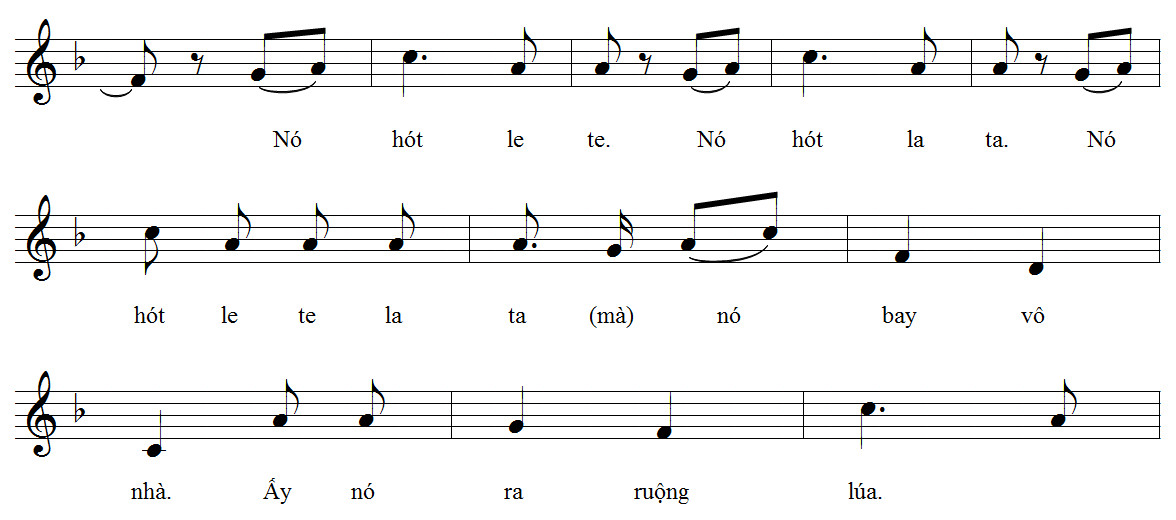 Nó hót le te. Nó hót la ta. Nó
hót le te la ta (mà) nó bay vô
nhà. Ấy nó ra ruộng lúa.